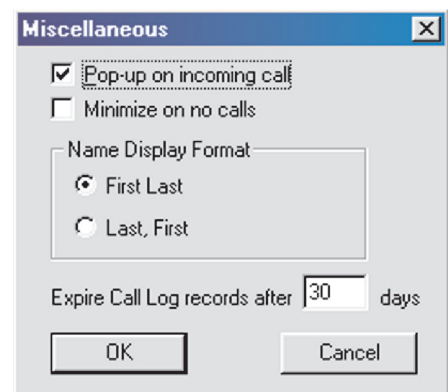 Miscellaneous
Pop-up on incoming call
Minimize on no calls
Name Display Format
First Last
Last, First
Expire Call Log records after 30 days
OK Cancel